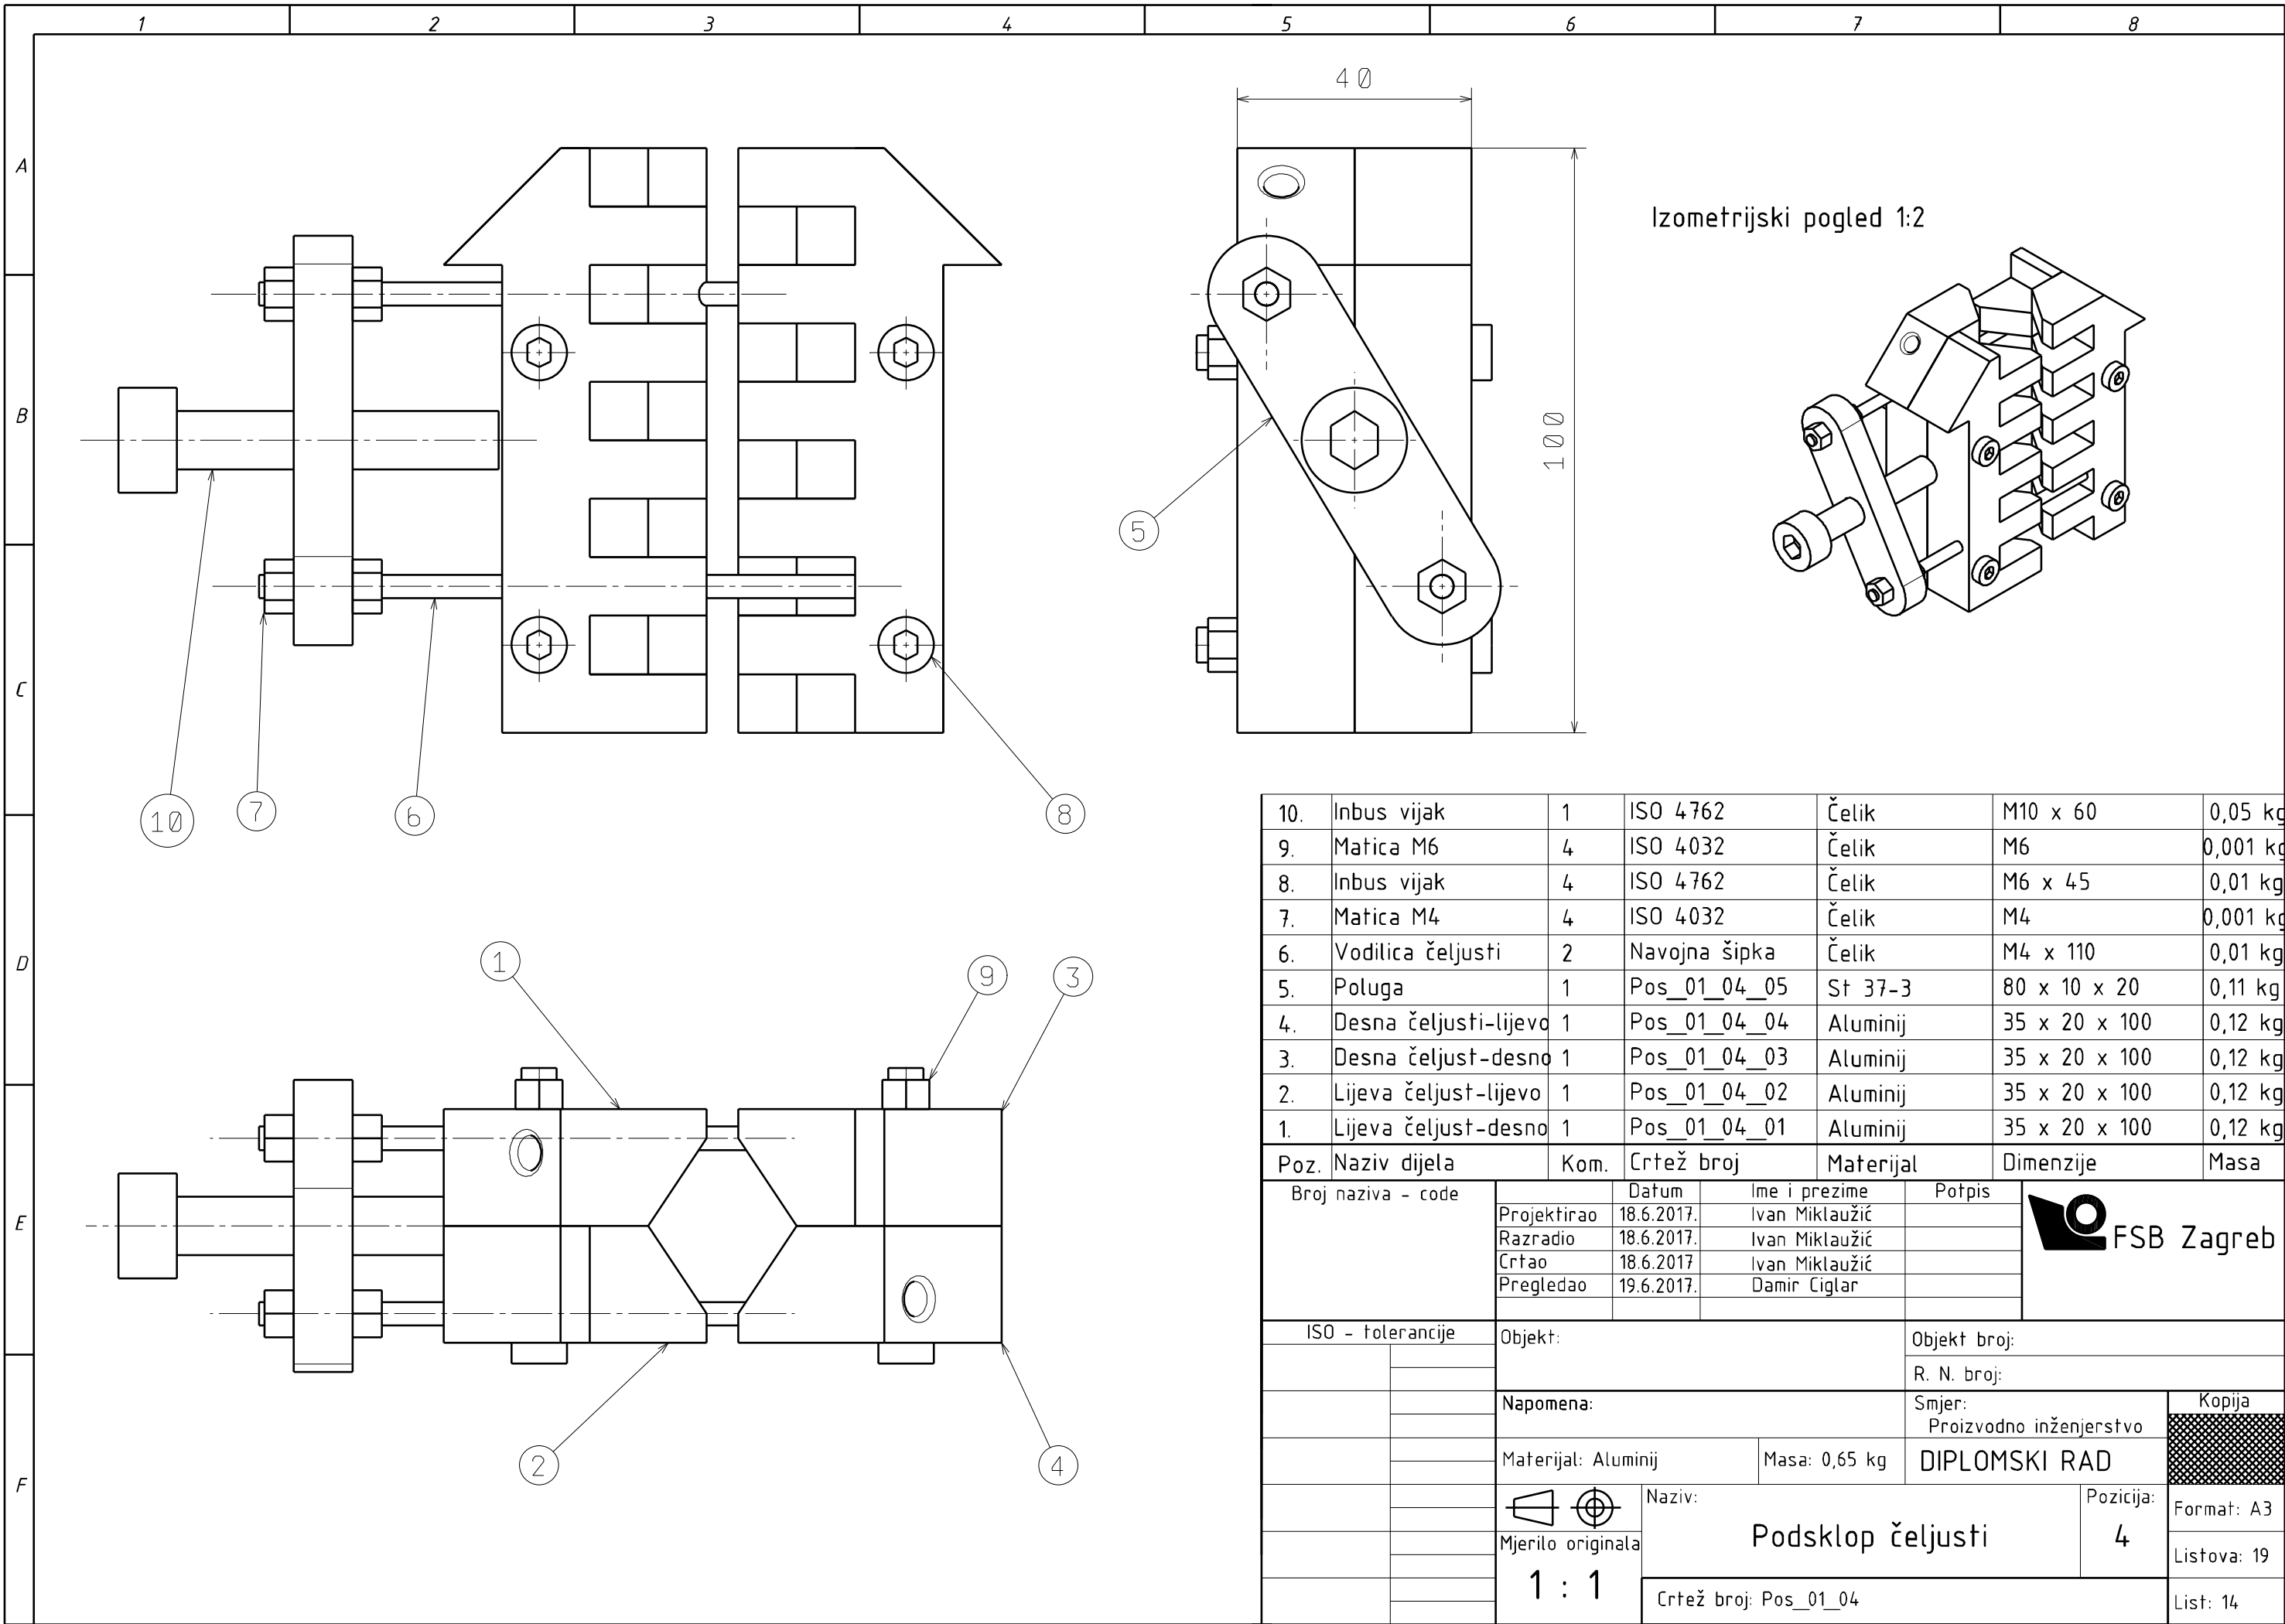 1 2 3 4 5 6 7 8
A
B
C
D
E
F
40
100
Izometrijski pogled 1:2
5
10 7 6 8
1 9 3
2 4
10. Inbus vijak 1 ISO 4762 Čelik M10 x 60 0,05 kg
9. Matica M6 4 ISO 4032 Čelik M6 0,001 kg
8. Inbus vijak 4 ISO 4762 Čelik M6 x 45 0,01 kg
7. Matica M4 4 ISO 4032 Čelik M4 0,001 kg
6. Vodilica čeljusti 2 Navojna šipka Čelik M4 x 110 0,01 kg
5. Poluga 1 Pos_01_04_05 St 37-3 80 x 10 x 20 0,11 kg
4. Desna čeljusti-lijevo 1 Pos_01_04_04 Aluminij 35 x 20 x 100 0,12 kg
3. Desna čeljust-desno 1 Pos_01_04_03 Aluminij 35 x 20 x 100 0,12 kg
2. Lijeva čeljust-lijevo 1 Pos_01_04_02 Aluminij 35 x 20 x 100 0,12 kg
1. Lijeva čeljust-desno 1 Pos_01_04_01 Aluminij 35 x 20 x 100 0,12 kg
Poz. Naziv dijela Kom. Crtež broj Materijal Dimenzije Masa
Broj naziva - code
Datum Ime i prezime Potpis
Projektirao 18.6.2017. Ivan Miklaužić
Razradio 18.6.2017. Ivan Miklaužić
Crtao 18.6.2017 Ivan Miklaužić
Pregledao 19.6.2017. Damir Ciglar
FSB Zagreb
ISO - tolerancije
Objekt:
Objekt broj:
R. N. broj:
Napomena:
Smjer:
Proizvodno inženjerstvo
Kopija
Materijal: Aluminij
Masa: 0,65 kg
DIPLOMSKI RAD
Naziv:
Podsklop čeljusti
Pozicija:
4
Format: A3
Mjerilo originala
1 : 1
Listova: 19
Crtež broj: Pos_01_04
List: 14